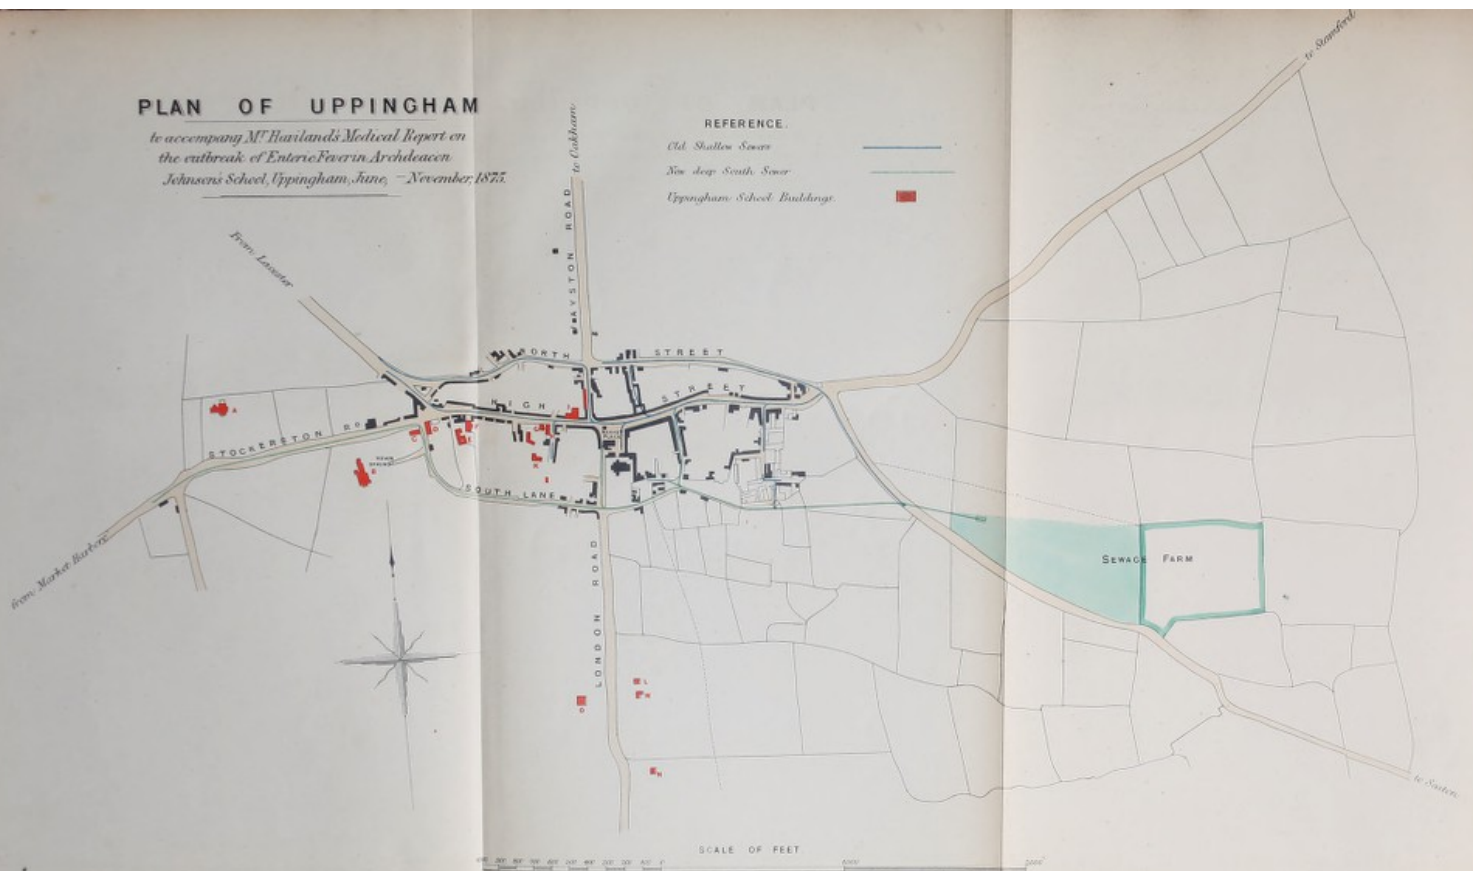 PLAN OF UPPINGHAM
to accompany Mr. Haviland's Medical Report on
the outbreak of Enteric Fever in Archdeacon
Johnson's School, Uppingham, June, – November, 1875.
REFERENCE.
Old Shallow Sewers
New deep South Sewer
Uppingham School Buildings.
to Stamford
to Oakham
AYSTON ROAD
From Leicester
NORTH STREET
HIGH STREET
STOCKERSTON RD
A
B
C
D
SOUTH LANE
from Market Harboro
SEWAGE FARM
LONDON ROAD
L
M
O
N
to Seaton
SCALE OF FEET
1000
2000